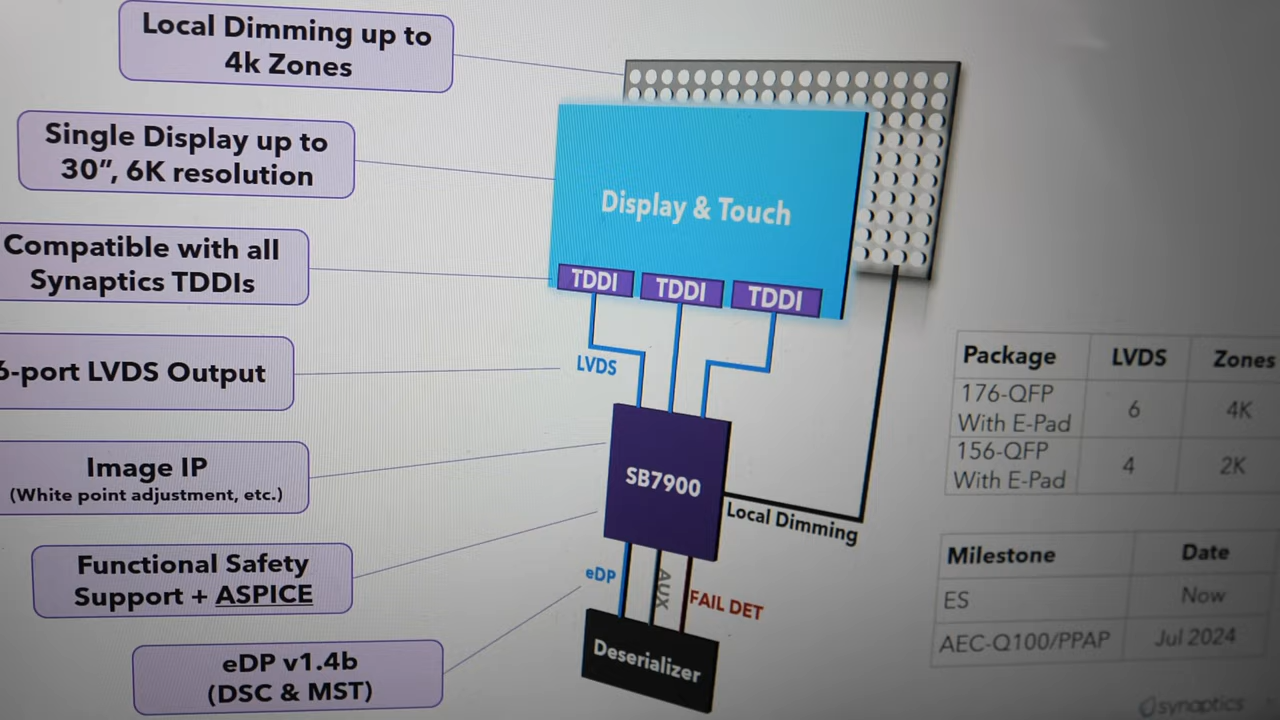 Local Dimming up to
4k Zones
Single Display up to
30”, 6K resolution
Compatible with all
Synaptics TDDIs
6-port LVDS Output
Image IP
(White point adjustment, etc.)
Functional Safety
Support + ASPICE
eDP v1.4b
(DSC & MST)
Display & Touch
TDDI TDDI TDDI
LVDS
SB7900
Local Dimming
eDP AUX FAIL DET
Deserializer
Package LVDS Zones
176-QFP
With E-Pad 6 4K
156-QFP
With E-Pad 4 2K
Milestone Date
ES Now
AEC-Q100/PPAP Jul 2024
synaptics